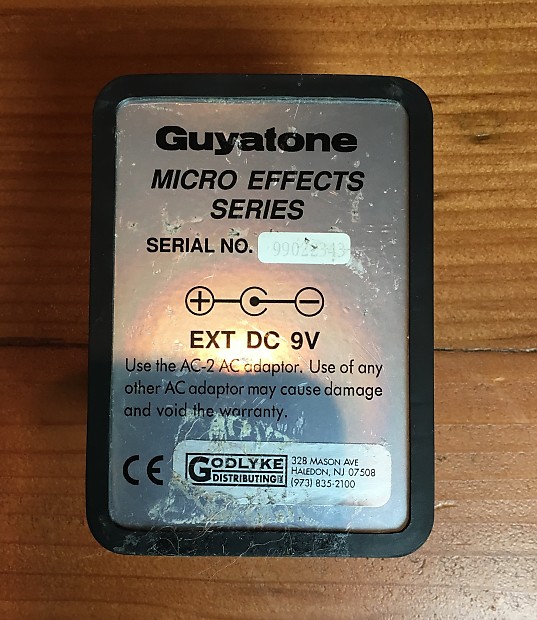 Guyatone
MICRO EFFECTS
SERIES
SERIAL NO. 99022343
+ −
EXT DC 9V
Use the AC-2 AC adaptor. Use of any
other AC adaptor may cause damage
and void the warranty.
CE
GODLYKE
DISTRIBUTING
328 MASON AVE
HALEDON, NJ 07508
(973) 835-2100